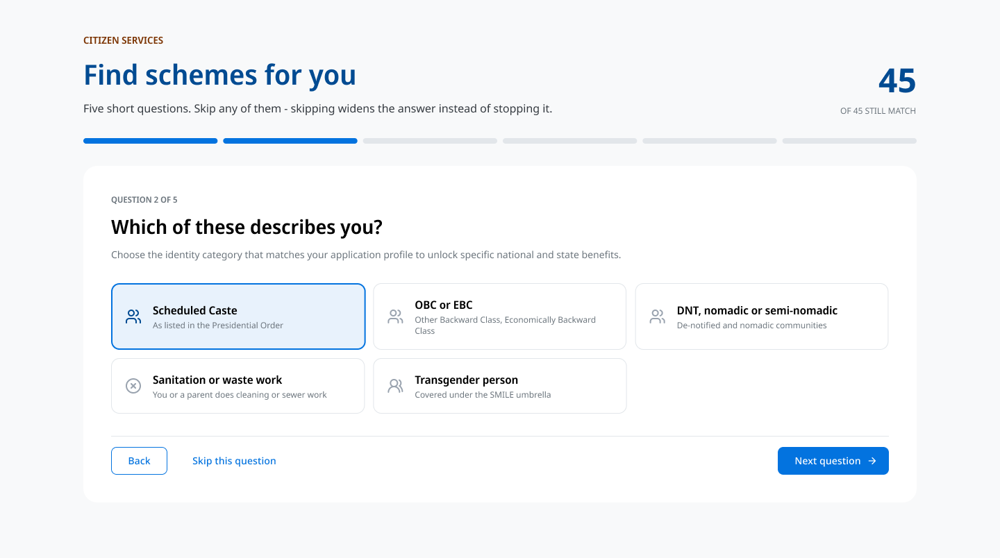 CITIZEN SERVICES
Find schemes for you
Five short questions. Skip any of them - skipping widens the answer instead of stopping it.
45
OF 45 STILL MATCH
QUESTION 2 OF 5
Which of these describes you?
Choose the identity category that matches your application profile to unlock specific national and state benefits.
Scheduled Caste
As listed in the Presidential Order
OBC or EBC
Other Backward Class, Economically Backward
Class
DNT, nomadic or semi-nomadic
De-notified and nomadic communities
Sanitation or waste work
You or a parent does cleaning or sewer work
Transgender person
Covered under the SMILE umbrella
Back
Skip this question
Next question